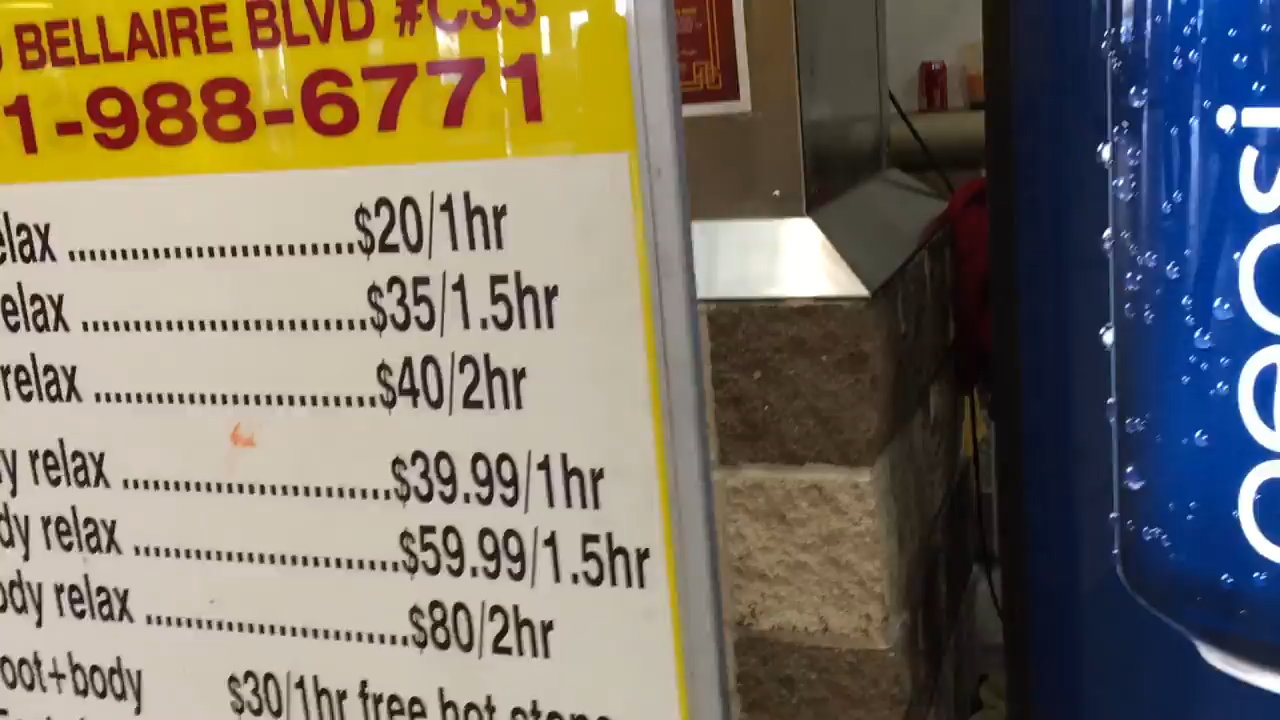 BELLAIRE BLVD #C33
1-988-6771
elax ..............................$20/1hr
elax ..............................$35/1.5hr
relax ..............................$40/2hr
y relax ..............................$39.99/1hr
dy relax ..............................$59.99/1.5hr
ody relax ..............................$80/2hr
oot+body $30/1hr free hot stone
pepsi